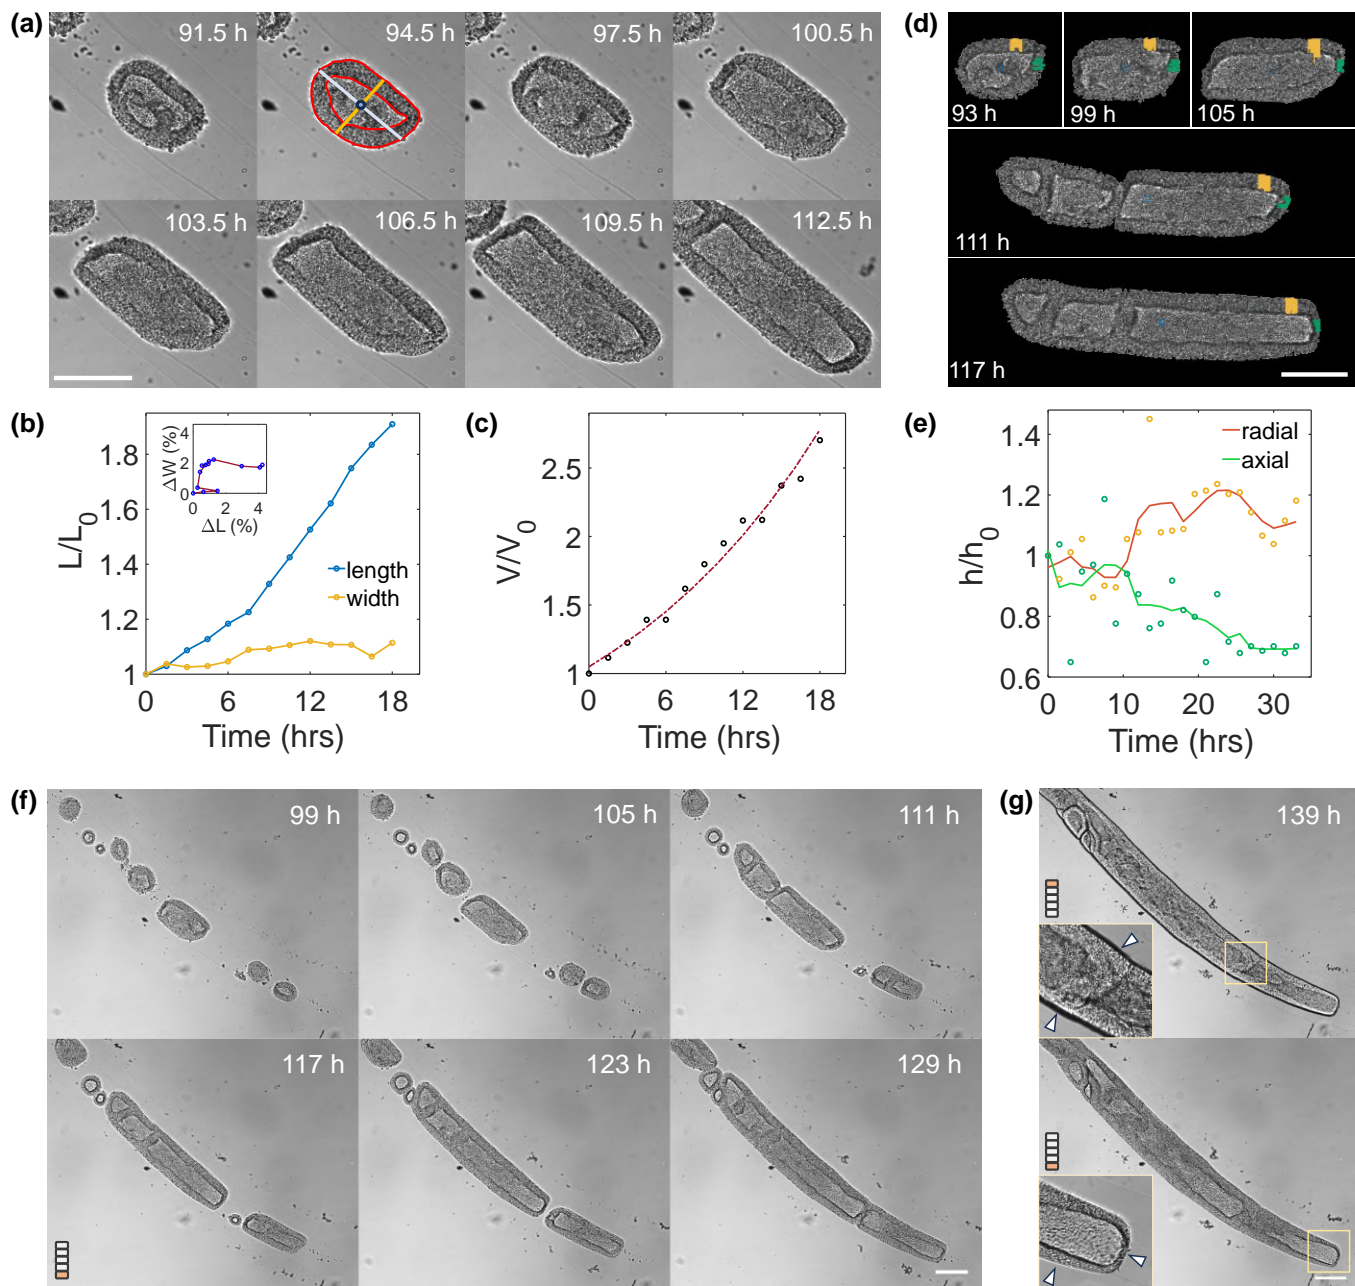 (a)
91.5 h
94.5 h
97.5 h
100.5 h
103.5 h
106.5 h
109.5 h
112.5 h
(d)
93 h
99 h
105 h
111 h
117 h
(b)
L/L0
1.8
1.6
1.4
1.2
1
0
6
12
18
Time (hrs)
length
width
ΔW (%)
4
2
0
0
2
4
ΔL (%)
(c)
V/V0
2.5
2
1.5
1
0
6
12
18
Time (hrs)
(e)
h/h0
1.4
1.2
1
0.8
0.6
0
10
20
30
Time (hrs)
radial
axial
(f)
99 h
105 h
111 h
117 h
123 h
129 h
(g)
139 h